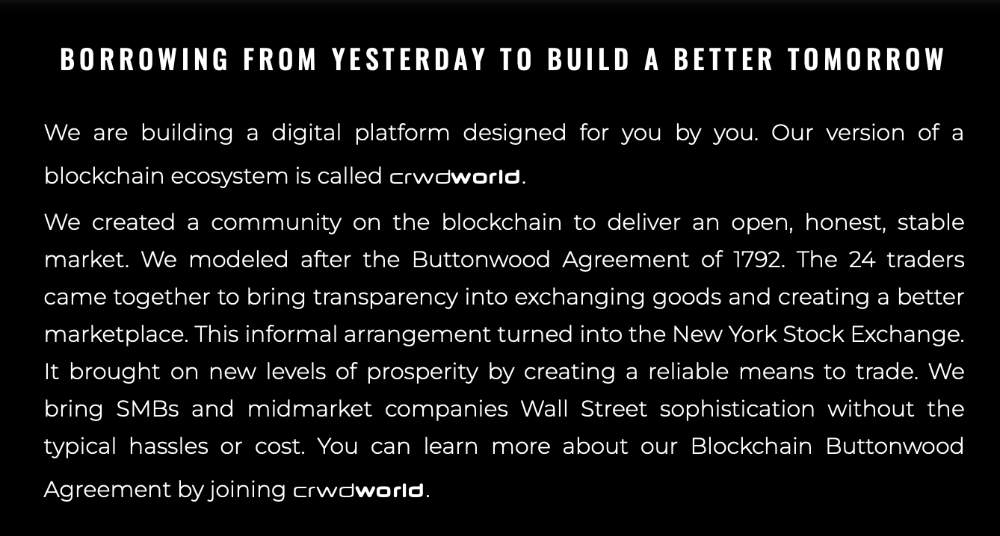 BORROWING FROM YESTERDAY TO BUILD A BETTER TOMORROW
We are building a digital platform designed for you by you. Our version of a
blockchain ecosystem is called crwdworld.
We created a community on the blockchain to deliver an open, honest, stable
market. We modeled after the Buttonwood Agreement of 1792. The 24 traders
came together to bring transparency into exchanging goods and creating a better
marketplace. This informal arrangement turned into the New York Stock Exchange.
It brought on new levels of prosperity by creating a reliable means to trade. We
bring SMBs and midmarket companies Wall Street sophistication without the
typical hassles or cost. You can learn more about our Blockchain Buttonwood
Agreement by joining crwdworld.